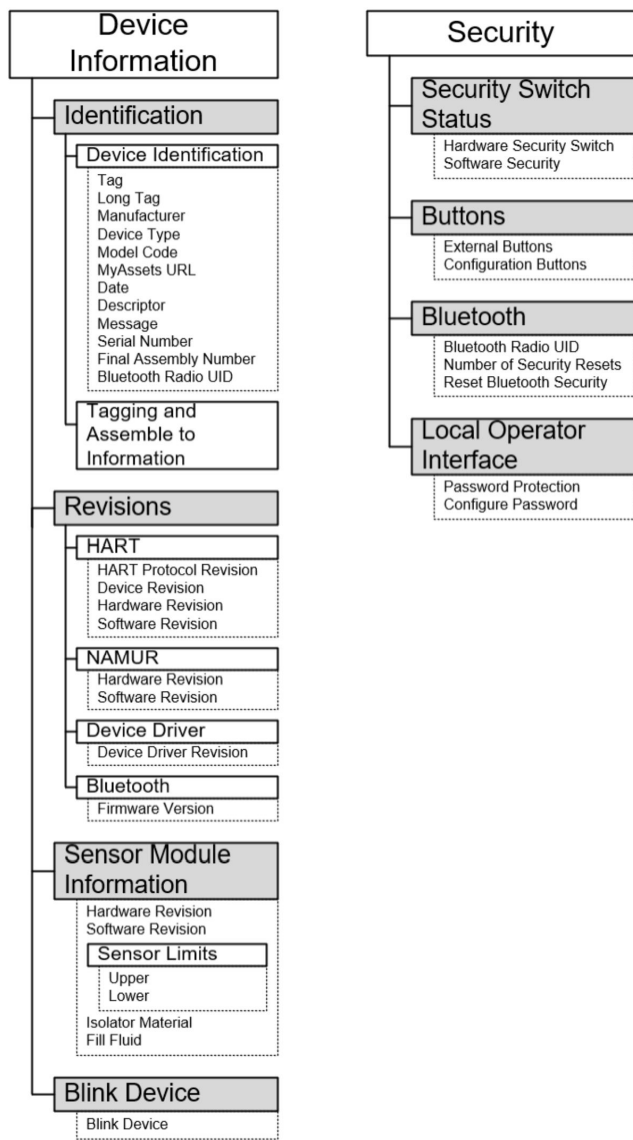 Device
Information
Identification
Device Identification
Tag
Long Tag
Manufacturer
Device Type
Model Code
MyAssets URL
Date
Descriptor
Message
Serial Number
Final Assembly Number
Bluetooth Radio UID
Tagging and
Assemble to
Information
Revisions
HART
HART Protocol Revision
Device Revision
Hardware Revision
Software Revision
NAMUR
Hardware Revision
Software Revision
Device Driver
Device Driver Revision
Bluetooth
Firmware Version
Sensor Module
Information
Hardware Revision
Software Revision
Sensor Limits
Upper
Lower
Isolator Material
Fill Fluid
Blink Device
Blink Device
Security
Security Switch
Status
Hardware Security Switch
Software Security
Buttons
External Buttons
Configuration Buttons
Bluetooth
Bluetooth Radio UID
Number of Security Resets
Reset Bluetooth Security
Local Operator
Interface
Password Protection
Configure Password